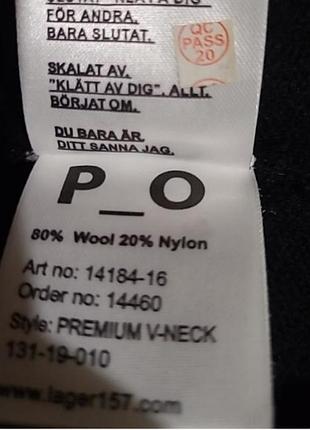 FÖR ANDRA.
BARA SLUTAT.
QC
PASS
20
SKALAT AV.
"KLÄTT AV DIG". ALLT.
BÖRJAT OM.
DU BARA ÄR.
DITT SANNA JAG.
P_O
80% Wool 20% Nylon
Art no: 14184-16
Order no: 14460
Style: PREMIUM V-NECK
131-19-010
www.lager157.com